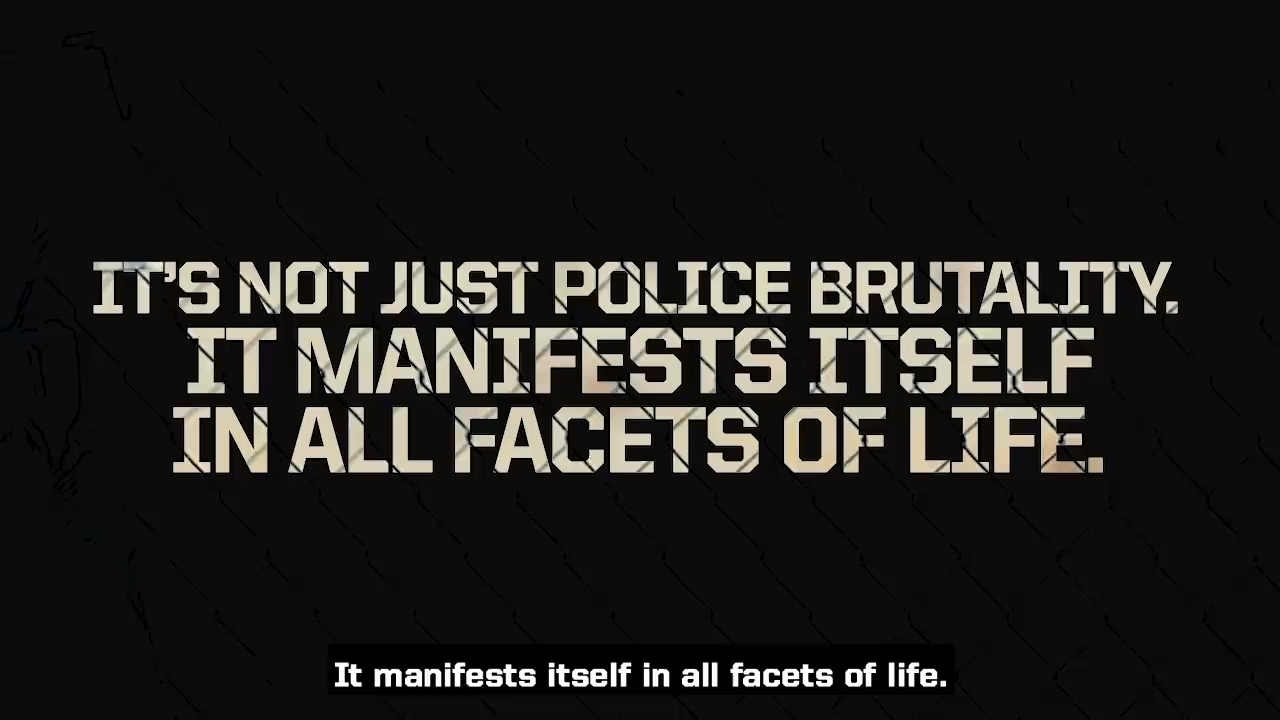 IT'S NOT JUST POLICE BRUTALITY.
IT MANIFESTS ITSELF
IN ALL FACETS OF LIFE.
It manifests itself in all facets of life.